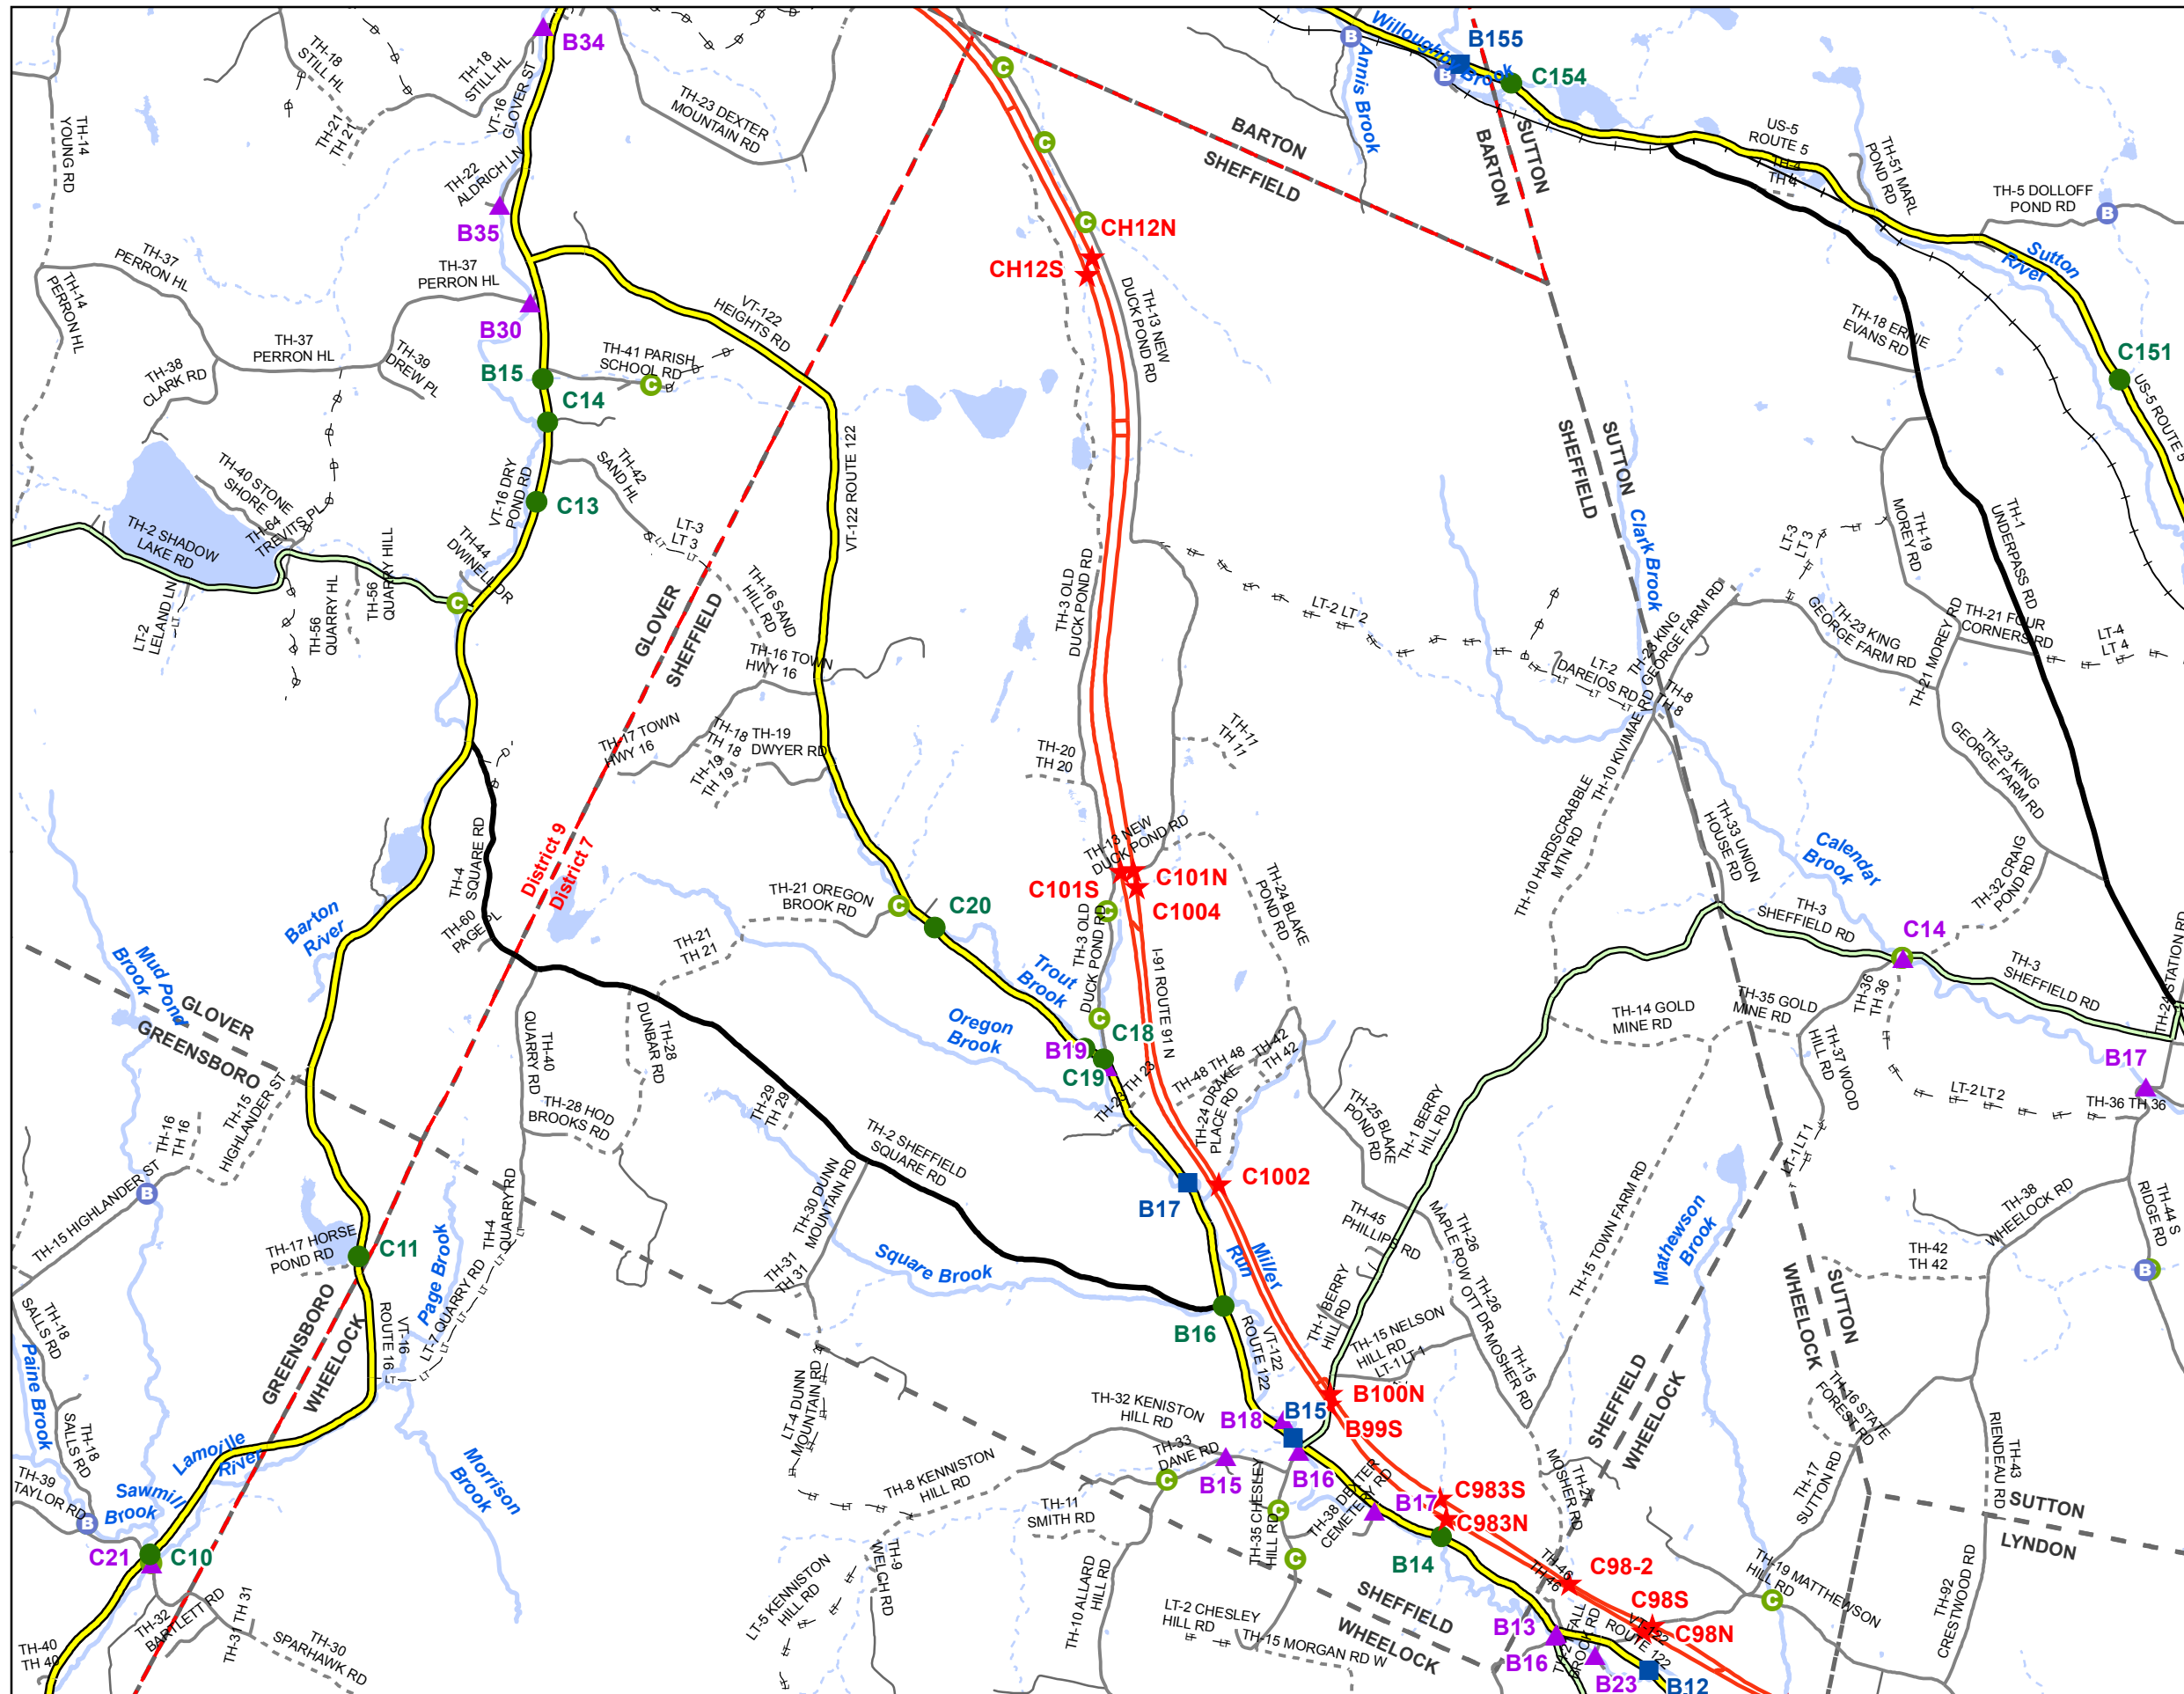 B34
TH-18
STILL HL
TH-18
STILL HL
VT-16
GLOVER ST
TH-21
TH 21
TH-23 DEXTER
MOUNTAIN RD
TH-14
YOUNG RD
TH-22
ALDRICH LN
B35
TH-37
PERRON HL
TH-37
PERRON HL
TH-14
PERRON HL
B30
VT-122
HEIGHTS RD
TH-37
PERRON HL
TH-39
DREW PL
TH-38
CLARK RD
B15
TH-41 PARISH
SCHOOL RD
C14
C13
VT-16 DRY
POND RD
TH-42
SAND HL
TH-40 STONE
SHORE
TH-64
TREVITS PL
TH-2 SHADOW
LAKE RD
LT-2
LELAND LN
TH-56
QUARRY HL
TH-56
QUARRY HILL
TH-44
DWINELL DR
LT-3
LT 3
VT-122 ROUTE 122
GLOVER
SHEFFIELD
TH-16 SAND
HILL RD
TH-16 TOWN
HWY 16
TH-17 TOWN
HWY 16
TH-18
TH 18
TH-19
TH 19
TH-19
DWYER RD
BARTON
SHEFFIELD
Willoughby Brook
Annis Brook
B155
C154
BARTON
SUTTON
US-5
ROUTE 5
TH-4
TH 4
TH-51 MARL
POND RD
TH-5 DOLLOFF
POND RD
Sutton
River
TH-18 ERNIE
EVANS RD
C151
US-5 ROUTE 5
CH12N
CH12S
TH-13 NEW
DUCK POND RD
SHEFFIELD
SUTTON
Clark Brook
TH-3 OLD
DUCK POND RD
LT-2 LT 2
LT-2
DAREIOS RD
TH-23 KING
GEORGE FARM RD
TH-8
TH 8
LT-3
LT 3
TH-19
MOREY RD
TH-1
UNDERPASS RD
TH-23 KING
GEORGE FARM RD
TH-21 FOUR
CORNERS RD
TH-21 MOREY RD
LT-4
LT 4
TH-23 KING
GEORGE FARM RD
TH-10 KIVIMAE RD
TH-10 HARDSCRABBLE
MTN RD
TH-33 UNION
HOUSE RD
Calendar
Brook
TH-32 CRAIG
POND RD
TH-3
SHEFFIELD RD
C14
TH-3
SHEFFIELD RD
TH-24 STATION RD
B17
TH-36 TH 36
TH-36
TH 36
TH-35 GOLD
MINE RD
TH-14 GOLD
MINE RD
TH-37 WOOD
HILL RD
LT-2 LT 2
LT-1 LT 1
TH-20
TH 20
TH-17
TH 17
TH-13 NEW
DUCK POND RD
C101N
C101S
C1004
TH-3 OLD
DUCK POND RD
I-91 ROUTE 91 N
TH-24 BLAKE
POND RD
District 9
District 7
TH-4
SQUARE RD
TH-60
PAGE PL
TH-21 OREGON
BROOK RD
TH-21
TH 21
C20
Trout
Brook
Oregon
Brook
B19
C18
C19
TH-23 TH 23
TH-48 TH 48
TH-42
TH 42
TH-24 DRAKE
PLACE RD
TH-25 BLAKE
POND RD
TH-1 BERRY
HILL RD
Barton
River
Mud Pond
Brook
GLOVER
GREENSBORO
TH-40
QUARRY RD
TH-28
DUNBAR RD
TH-28 HOD
BROOKS RD
TH-29
TH 29
TH-2 SHEFFIELD
SQUARE RD
TH-30 DUNN
MOUNTAIN RD
TH-31
TH 31
Square Brook
TH-16
TH 16
TH-15
HIGHLANDER ST
TH-15 HIGHLANDER ST
TH-17 HORSE
POND RD
C11
Page Brook
TH-4
QUARRY RD
LT-7 QUARRY RD
VT-16
ROUTE 16
GREENSBORO
WHEELOCK
B17
C1002
Miller
Run
B16
VT-122
ROUTE 122
TH-45
PHILLIPS RD
TH-26
MAPLE ROW
TH-26
OTT DR
TH-15
MOSHER RD
TH-1 BERRY
HILL RD
TH-15 NELSON
HILL RD
LT-1 LT 1
TH-15 TOWN FARM RD
Mathewson
Brook
TH-38
WHEELOCK RD
TH-44 S
RIDGE RD
TH-42
TH 42
SUTTON
WHEELOCK
SHEFFIELD
WHEELOCK
TH-16 STATE
FOREST RD
TH-17
SUTTON RD
TH-43
RIENDEAU RD
SUTTON
LYNDON
TH-92
CRESTWOOD RD
TH-19 MATTHEWSON
HILL RD
TH-18
SALLS RD
TH-18
SALLS RD
Paine Brook
TH-39
TAYLOR RD
Sawmill
Brook
Lamoille
River
Morrison
Brook
C21
C10
TH-32
BARTLETT RD
TH-31 TH 31
TH-30
SPARHAWK RD
TH-40
TH 40
LT-4 DUNN
MOUNTAIN RD
TH-8 KENNISTON
HILL RD
TH-32 KENISTON
HILL RD
TH-33
DANE RD
TH-11
SMITH RD
TH-9
WELCH RD
LT-5 KENNISTON
HILL RD
TH-10 ALLARD
HILL RD
LT-2 CHESLEY
HILL RD
TH-15 MORGAN RD W
TH-35 CHESLEY
HILL RD
TH-38 DEXTER
CEMETERY RD
B18
B15
B100N
B99S
B15
B16
B17
C983S
C983N
B14
MOSHER RD
SHEFFIELD
WHEELOCK
TH-46
TH 46
C98-2
C98S
C98N
VT-122
ROUTE 122
B13
B16
B23
B12